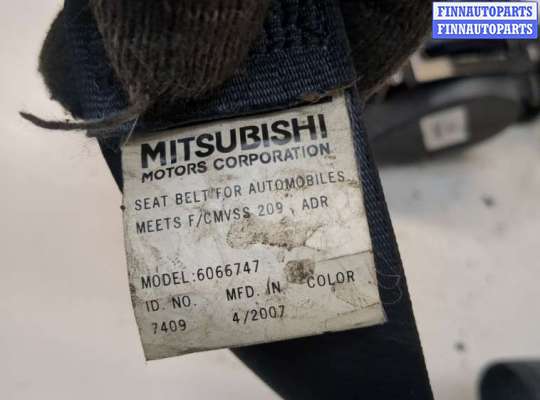 FINNAUTOPARTS
FINNAUTOPARTS
MITSUBISHI
MOTORS CORPORATION
SEAT BELT FOR AUTOMOBILES
MEETS F/CMVSS 209, ADR
MODEL:6066747
ID. NO. MFD. IN COLOR
7409 4/2007